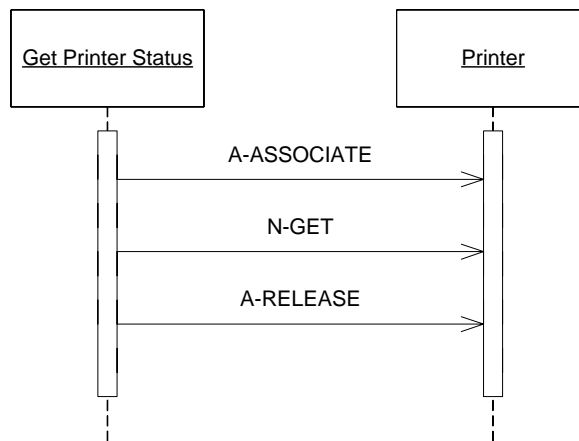 Get Printer Status
Printer
A-ASSOCIATE
N-GET
A-RELEASE